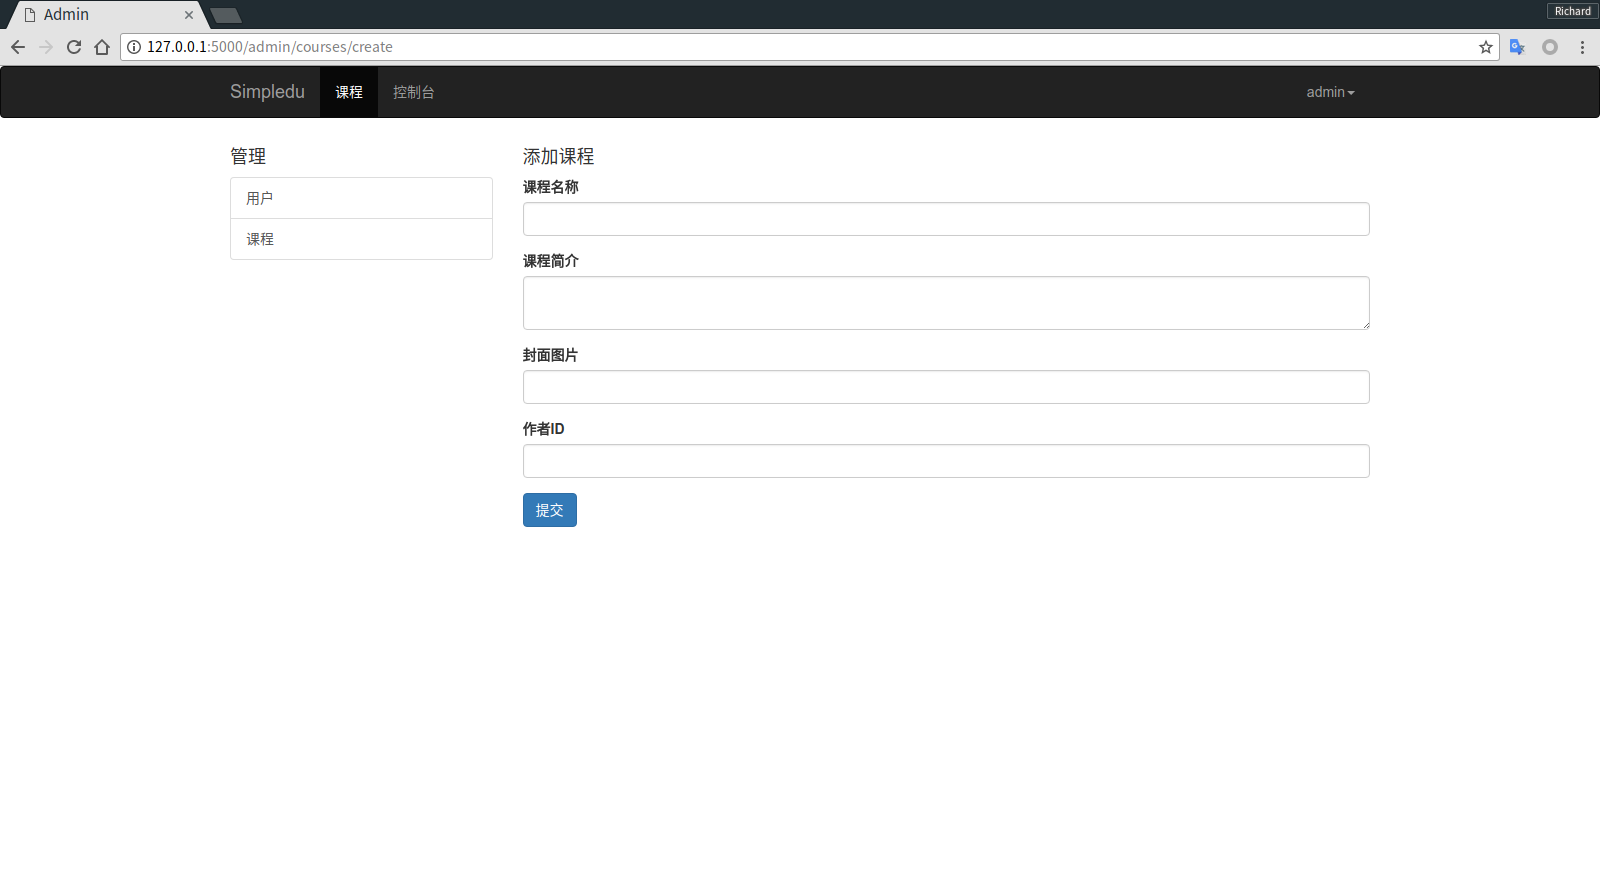 Admin
Richard
127.0.0.1:5000/admin/courses/create
Simpledu 课程 控制台 admin
管理
用户
课程
添加课程
课程名称
课程简介
封面图片
作者ID
提交